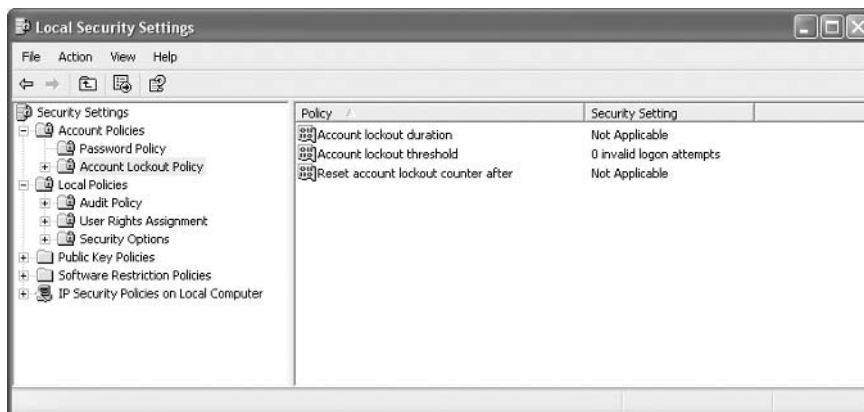 Local Security Settings
File Action View Help
Security Settings
Account Policies
Password Policy
Account Lockout Policy
Local Policies
Audit Policy
User Rights Assignment
Security Options
Public Key Policies
Software Restriction Policies
IP Security Policies on Local Computer
Policy Security Setting
Account lockout duration Not Applicable
Account lockout threshold 0 invalid logon attempts
Reset account lockout counter after Not Applicable